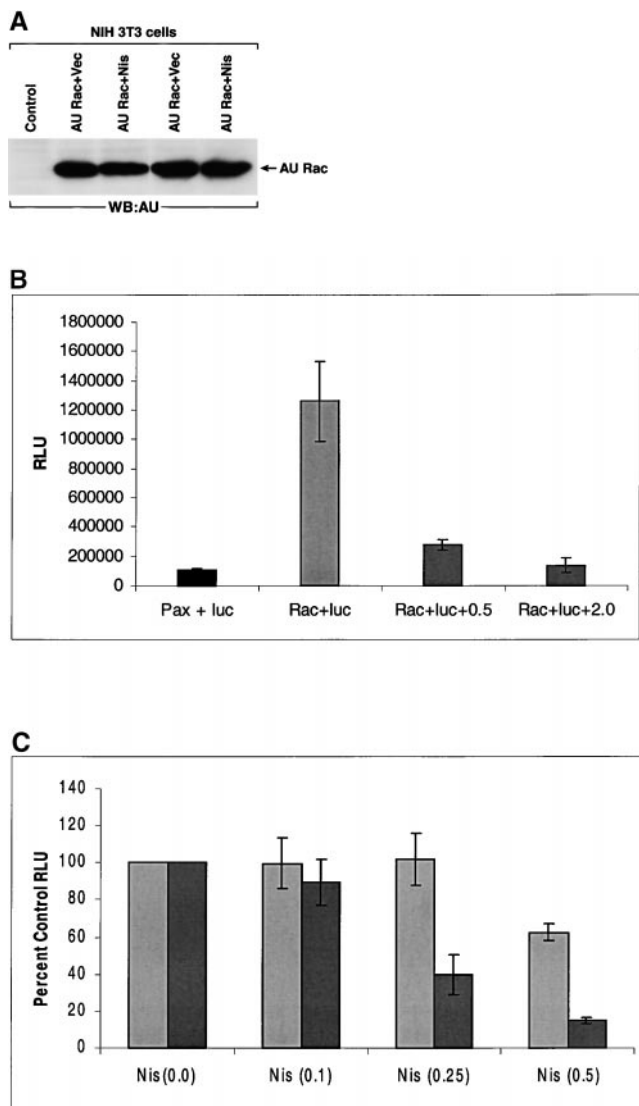 A
NIH 3T3 cells
Control
AU Rac+Vec
AU Rac+Nis
AU Rac+Vec
AU Rac+Nis
AU Rac
WB:AU
B
1800000
1600000
1400000
1200000
1000000
800000
600000
400000
200000
0
RLU
Pax + luc
Rac+luc
Rac+luc+0.5
Rac+luc+2.0
C
140
120
100
80
60
40
20
0
Percent Control RLU
Nis(0.0)
Nis (0.1)
Nis (0.25)
Nis (0.5)